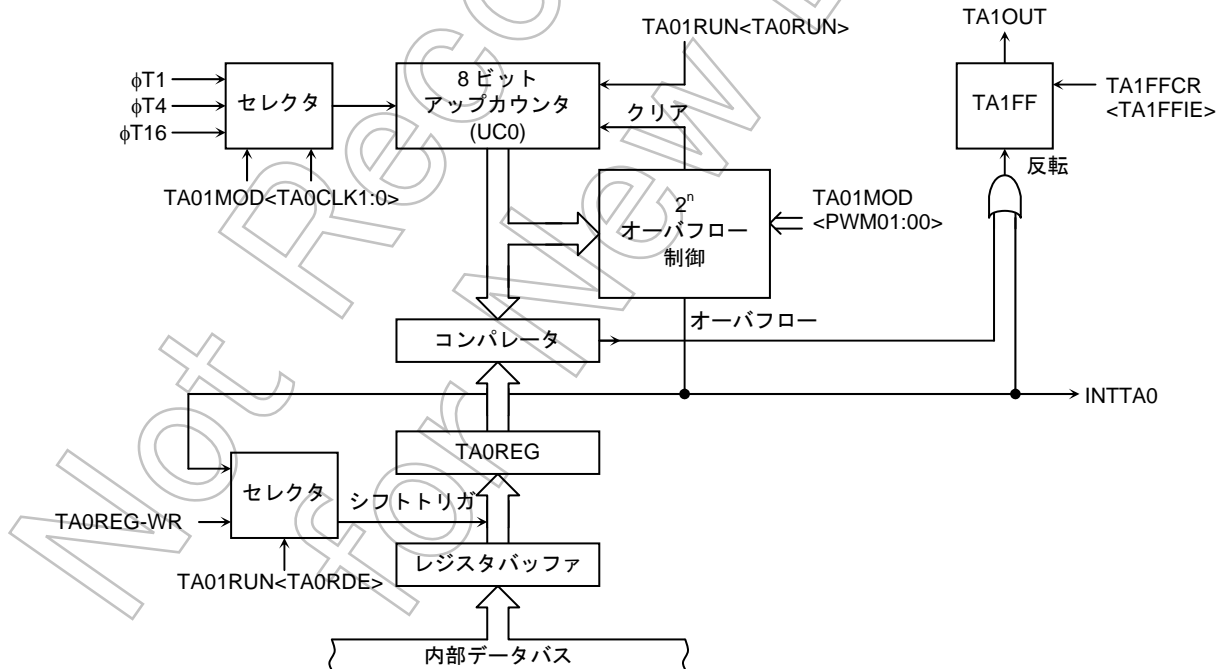 TA1OUT
TA01RUN<TA0RUN>
φT1
φT4
φT16
セレクタ
8 ビット
アップカウンタ
(UC0)
クリア
TA1FF
TA1FFCR
<TA1FFIE>
反転
TA01MOD<TA0CLK1:0>
2ⁿ
オーバフロー
制御
TA01MOD
<PWM01:00>
コンパレータ
オーバフロー
INTTA0
TA0REG
セレクタ
シフトトリガ
TA0REG-WR
TA01RUN<TA0RDE>
レジスタバッファ
内部データバス
Not Reco
for New